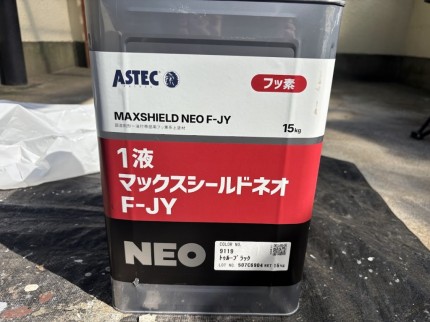 ASTEC
フッ素
MAXSHIELD NEO F-JY
15kg
1液
マックスシールドネオ
F-JY
NEO
COLOR NO.
9119
トゥルーブラック